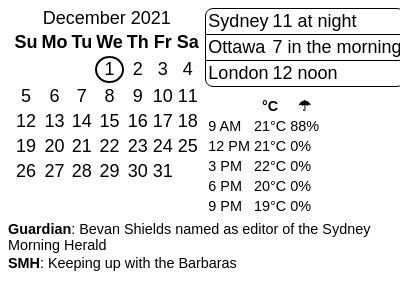 December 2021
Su Mo Tu We Th Fr Sa
1 2 3 4
5 6 7 8 9 10 11
12 13 14 15 16 17 18
19 20 21 22 23 24 25
26 27 28 29 30 31
Sydney 11 at night
Ottawa 7 in the morning
London 12 noon
°C ☂
9 AM 21°C 88%
12 PM 21°C 0%
3 PM 22°C 0%
6 PM 20°C 0%
9 PM 19°C 0%
Guardian: Bevan Shields named as editor of the Sydney
Morning Herald
SMH: Keeping up with the Barbaras